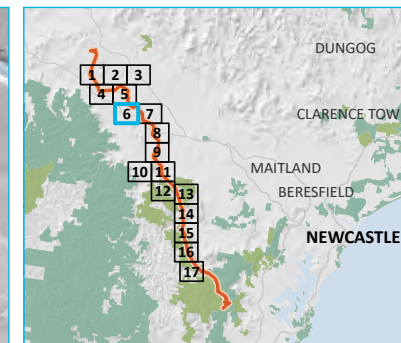 DUNGOG
1 2 3
4 5
6 7
CLARENCE TOW
8
9
10 11
MAITLAND
12 13
BERESFIELD
14
15
NEWCASTLE
16
17